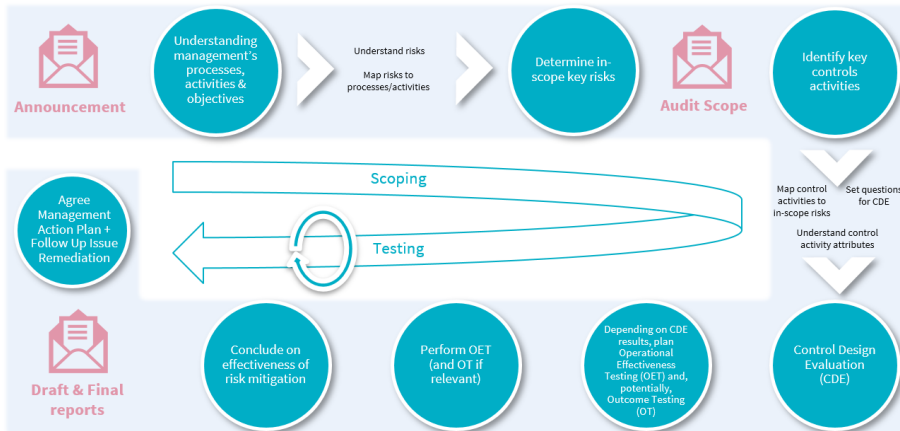 Announcement
Understanding
management's
processes,
activities &
objectives
Understand risks
Map risks to
processes/activities
Determine in-
scope key risks
Audit Scope
Identify key
controls
activities
Map control
activities to
in-scope risks
Set questions
for CDE
Understand control
activity attributes
Scoping
Testing
Control Design
Evaluation
(CDE)
Depending on CDE
results, plan
Operational
Effectiveness
Testing (OET) and,
potentially,
Outcome Testing
(OT)
Perform OET
(and OT if
relevant)
Conclude on
effectiveness of
risk mitigation
Draft & Final
reports
Agree
Management
Action Plan +
Follow Up Issue
Remediation